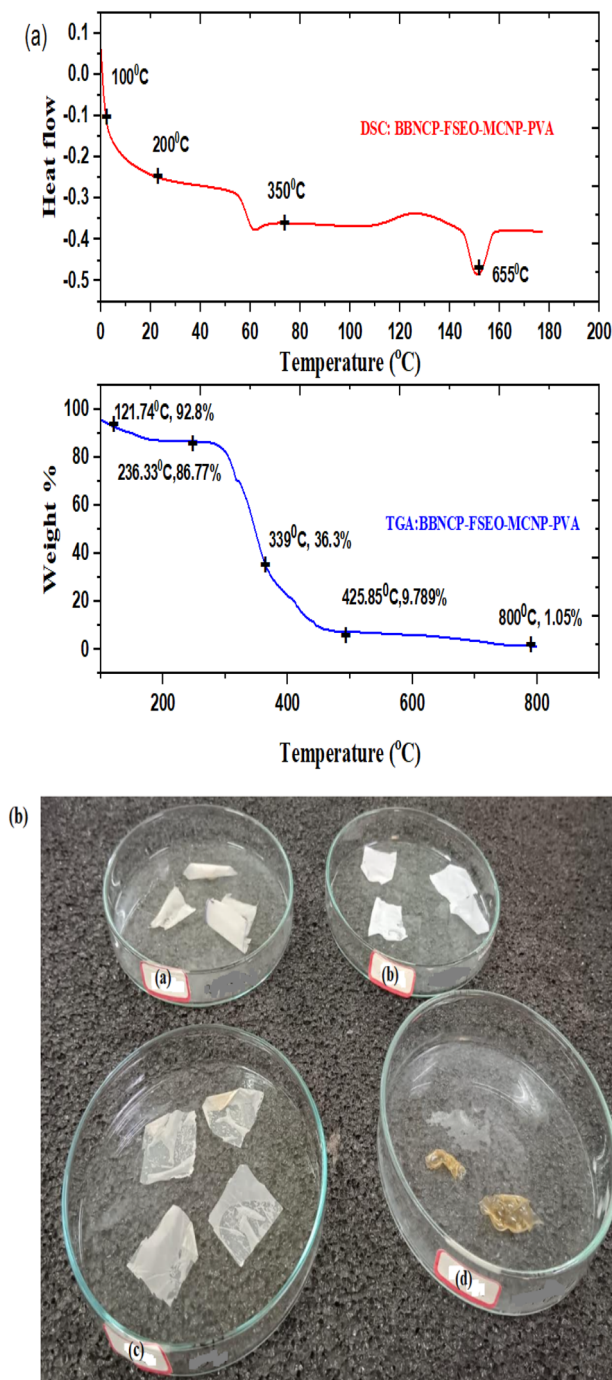 (a)
0.1
0.0
-0.1
-0.2
-0.3
-0.4
-0.5
Heat flow
100⁰C
200⁰C
350⁰C
655⁰C
DSC: BBNCP-FSEO-MCNP-PVA
0 20 40 60 80 100 120 140 160 180 200
Temperature (⁰C)
100
80
60
40
20
0
Weight %
121.74⁰C, 92.8%
236.33⁰C,86.77%
339⁰C, 36.3%
425.85⁰C,9.789%
800⁰C, 1.05%
TGA:BBNCP-FSEO-MCNP-PVA
200 400 600 800
Temperature (⁰C)
(b)
(a)
(b)
(c)
(d)